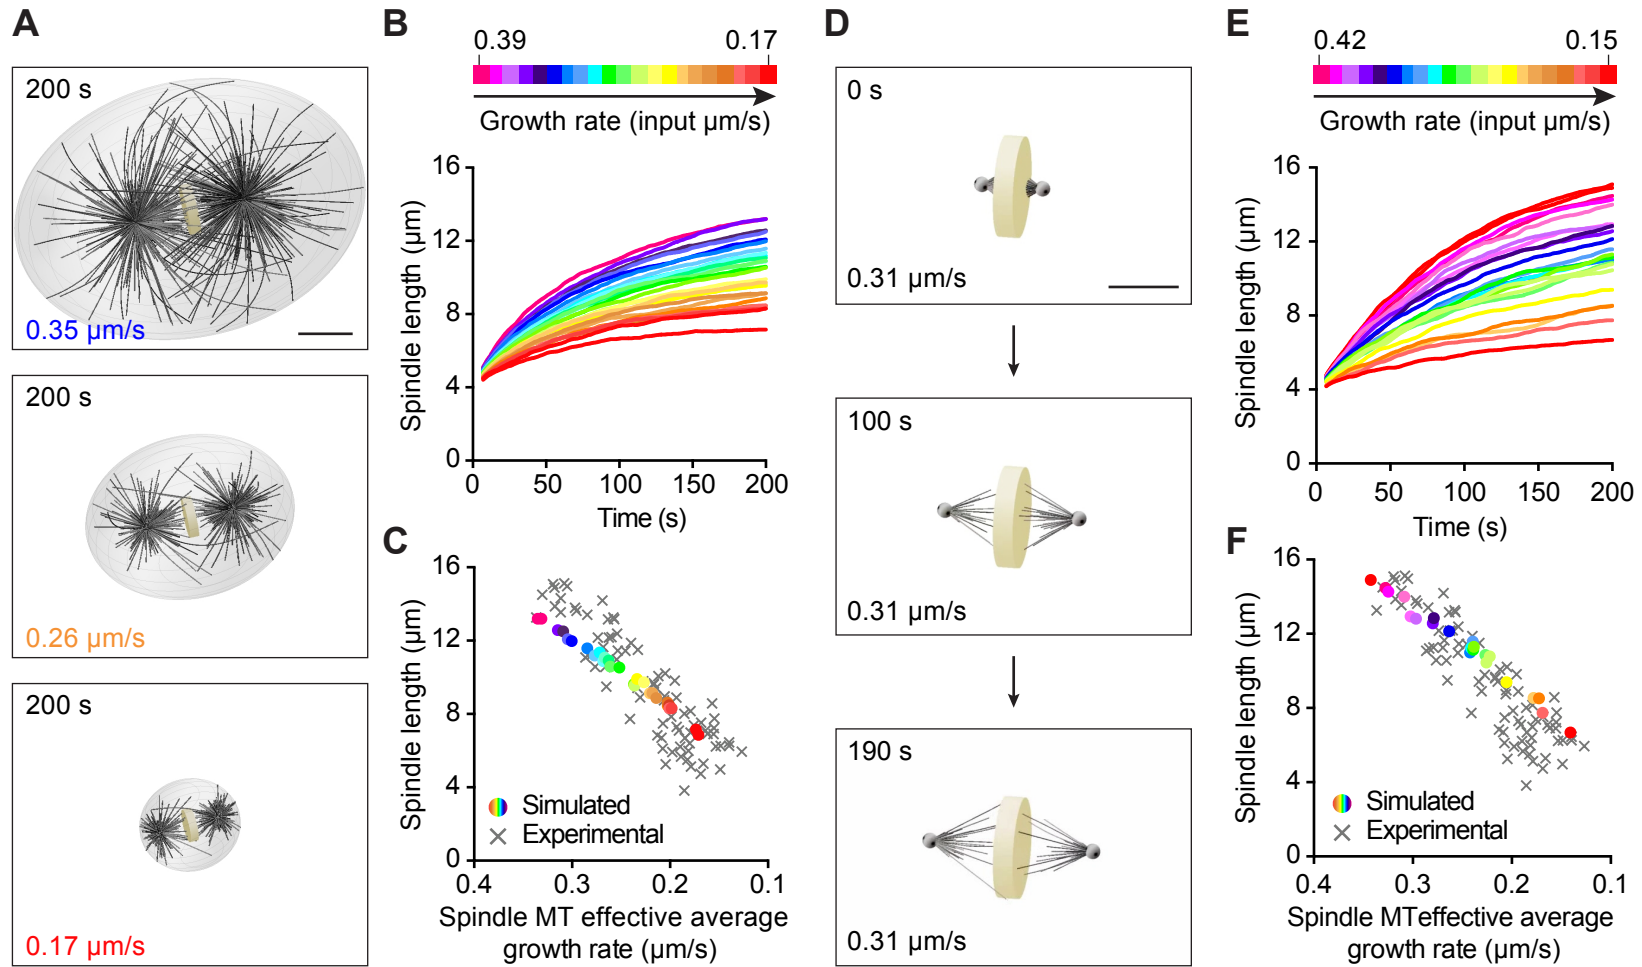 A
200 s
0.35 µm/s
200 s
0.26 µm/s
200 s
0.17 µm/s
B
0.39
0.17
Growth rate (input µm/s)
Spindle length (µm)
16
12
8
4
0
0
50
100
150
200
Time (s)
C
Spindle length (µm)
16
12
8
4
0
Simulated
Experimental
0.4
0.3
0.2
0.1
Spindle MT effective average
growth rate (µm/s)
D
0 s
0.31 µm/s
100 s
0.31 µm/s
190 s
0.31 µm/s
E
0.42
0.15
Growth rate (input µm/s)
Spindle length (µm)
16
12
8
4
0
0
50
100
150
200
Time (s)
F
Spindle length (µm)
16
12
8
4
0
Simulated
Experimental
0.4
0.3
0.2
0.1
Spindle MTeffective average
growth rate (µm/s)